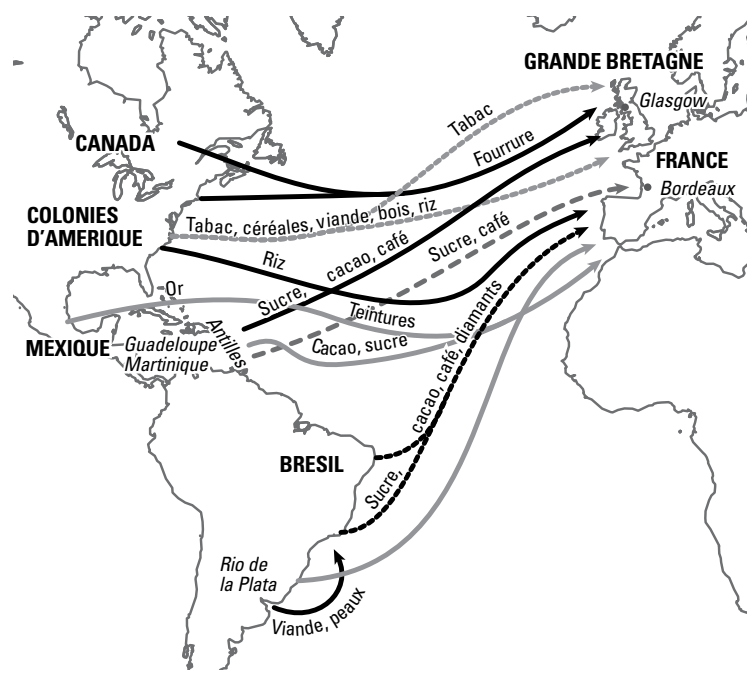 GRANDE BRETAGNE
Glasgow
Tabac
CANADA
Fourrure
FRANCE
Bordeaux
COLONIES
D'AMERIQUE
Tabac, céréales, viande, bois, riz
Sucre, café
Riz
Sucre, cacao, café
Or
Teintures
MEXIQUE
Guadeloupe
Martinique
Antilles
Cacao, sucre
Sucre, cacao, café, diamants
BRESIL
Rio de
la Plata
Viande, peaux